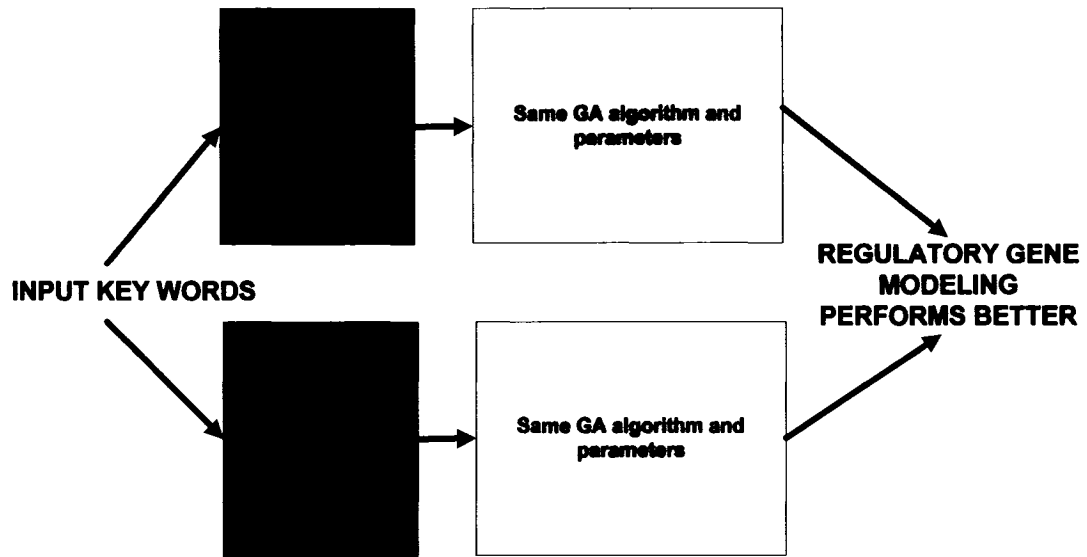 Same GA algorithm and
parameters
INPUT KEY WORDS
REGULATORY GENE
MODELING
PERFORMS BETTER
Same GA algorithm and
parameters